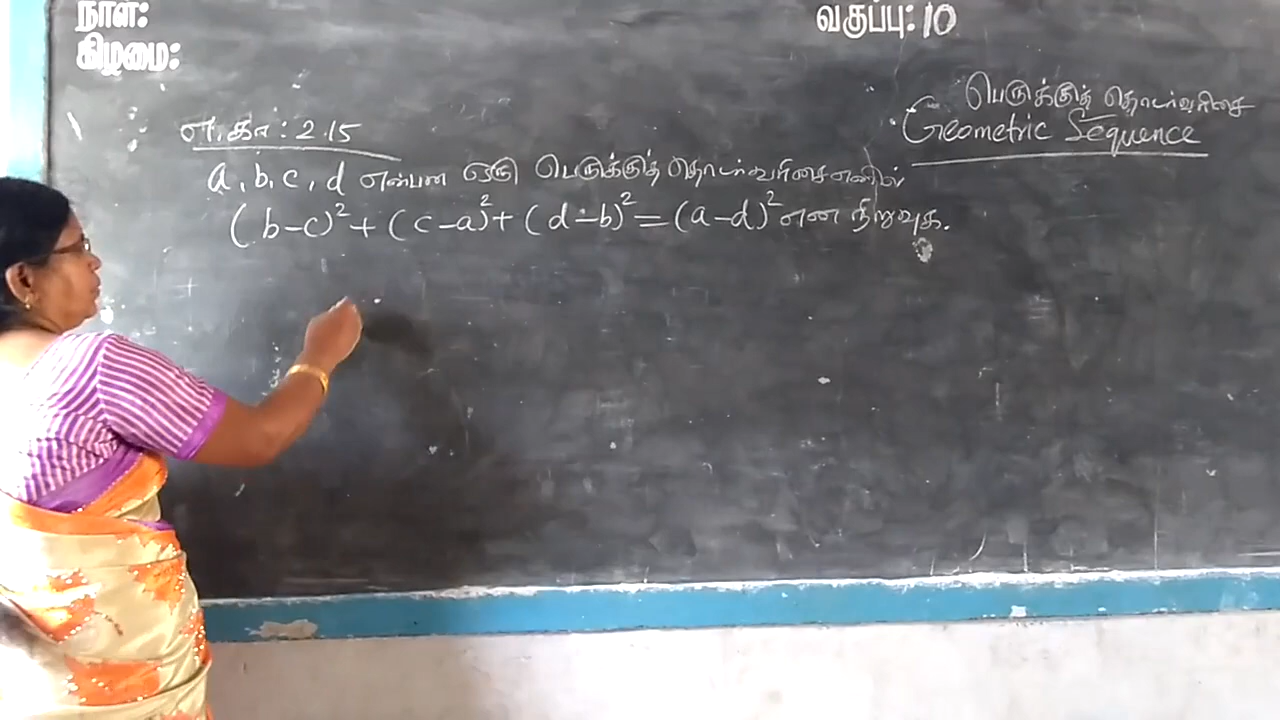 நாள்:
கிழமை:
வகுப்பு: 10
பெருக்குத் தொடர்வரிசை
Geometric Sequence
எ.கா : 2.15
a, b, c, d என்பன ஒரு பெருக்குத் தொடர்வரிசை எனில்
(b-c)² + (c-a)² + (d-b)² = (a-d)² என நிறுவுக.